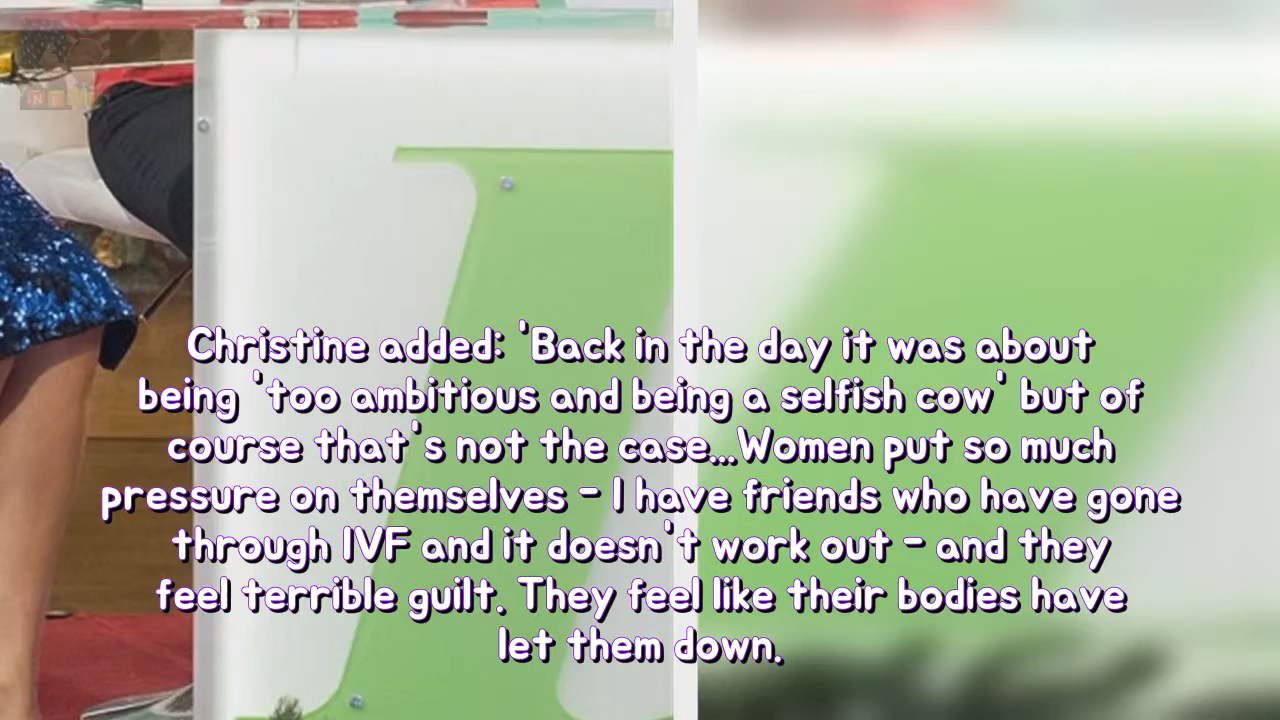 Christine added: 'Back in the day it was about
being 'too ambitious and being a selfish cow' but of
course that's not the case...Women put so much
pressure on themselves - I have friends who have gone
through IVF and it doesn't work out - and they
feel terrible guilt. They feel like their bodies have
let them down.